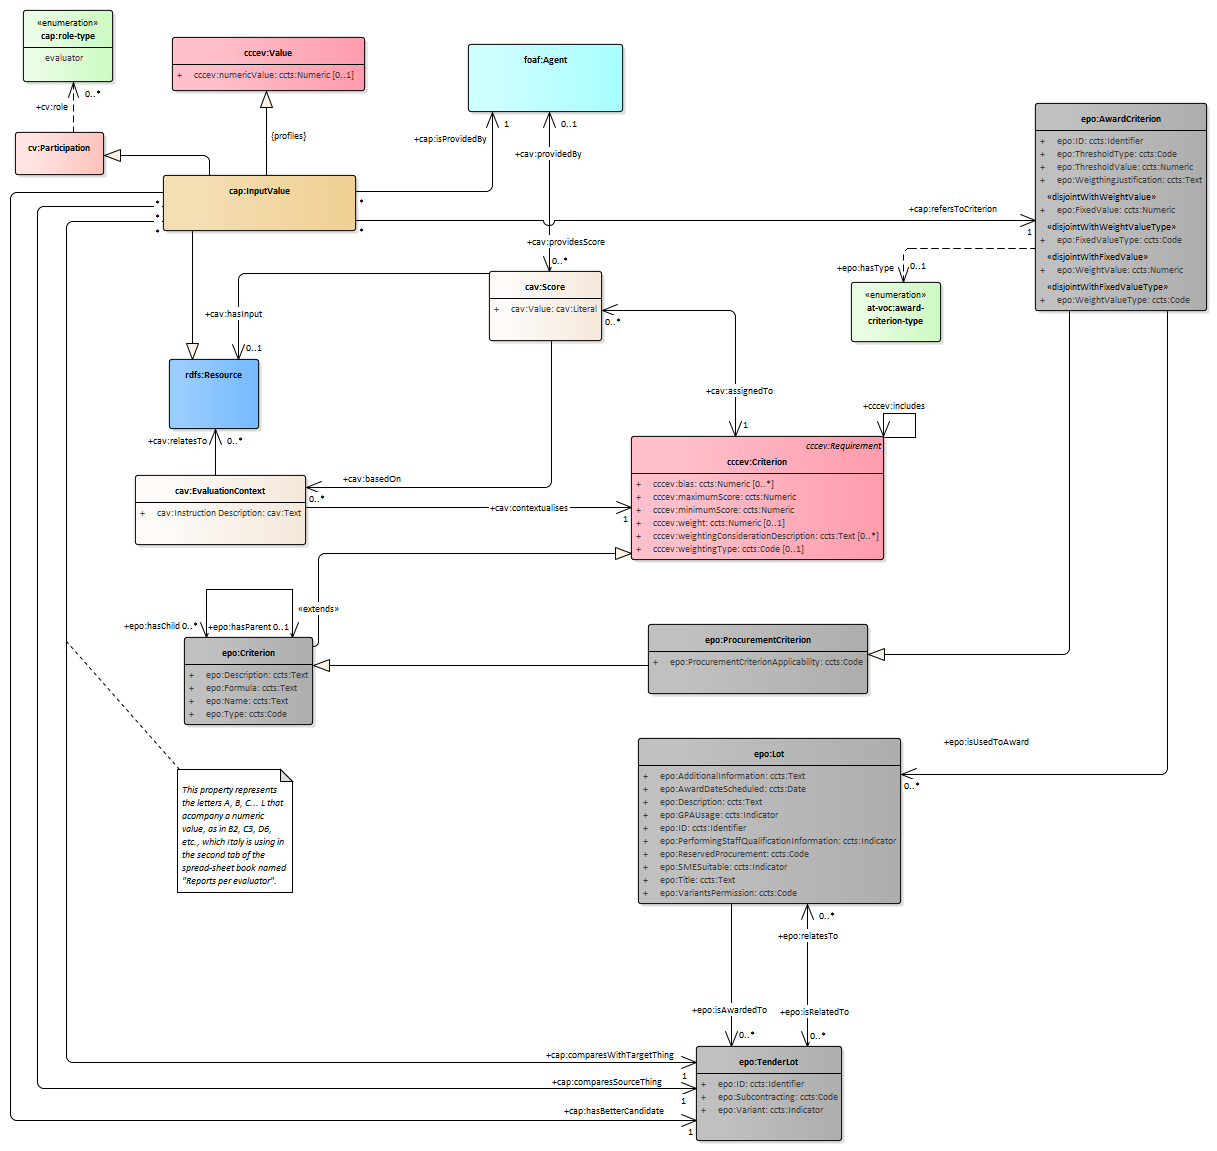 «enumeration»
cap:role-type
evaluator
0..*
+cv:role
cv:Participation
cccev:Value
+ cccev:numericValue: ccts:Numeric [0..1]
{profiles}
foaf:Agent
+cap:isProvidedBy
1
0..1
+cav:providedBy
cap:InputValue
*
*
*
*
*
+cap:refersToCriterion
1
epo:AwardCriterion
+ epo:ID: ccts:Identifier
+ epo:ThresholdType: ccts:Code
+ epo:ThresholdValue: ccts:Numeric
+ epo:WeigthingJustification: ccts:Text
«disjointWithWeightValue»
+ epo:FixedValue: ccts:Numeric
«disjointWithWeightValueType»
+ epo:FixedValueType: ccts:Code
«disjointWithFixedValue»
+ epo:WeightValue: ccts:Numeric
«disjointWithFixedValueType»
+ epo:WeightValueType: ccts:Code
+epo:hasType
0..1
«enumeration»
at-voc:award-
criterion-type
+cav:providesScore
0..*
cav:Score
+ cav:Value: cav:Literal
0..*
+cav:hasInput
0..1
rdfs:Resource
+cav:relatesTo
0..*
+cav:assignedTo
1
+cccev:includes
cccev:Requirement
cccev:Criterion
+ cccev:bias: ccts:Numeric [0..*]
+ cccev:maximumScore: ccts:Numeric
+ cccev:minimumScore: ccts:Numeric
+ cccev:weight: ccts:Numeric [0..1]
+ cccev:weightingConsiderationDescription: ccts:Text [0..*]
+ cccev:weightingType: ccts:Code [0..1]
cav:EvaluationContext
+ cav:Instruction Description: cav:Text
+cav:basedOn
0..*
+cav:contextualises
1
«extends»
+epo:hasChild 0..*
+epo:hasParent 0..1
epo:Criterion
+ epo:Description: ccts:Text
+ epo:Formula: ccts:Text
+ epo:Name: ccts:Text
+ epo:Type: ccts:Code
epo:ProcurementCriterion
+ epo:ProcurementCriterionApplicability: ccts:Code
+epo:isUsedToAward
0..*
epo:Lot
+ epo:AdditionalInformation: ccts:Text
+ epo:AwardDateScheduled: ccts:Date
+ epo:Description: ccts:Text
+ epo:GPAUsage: ccts:Indicator
+ epo:ID: ccts:Identifier
+ epo:PerformingStaffQualificationInformation: ccts:Indicator
+ epo:ReservedProcurement: ccts:Code
+ epo:SMESuitable: ccts:Indicator
+ epo:Title: ccts:Text
+ epo:VariantsPermission: ccts:Code
This property represents
the letters A, B, C... L that
acompany a numeric
value, as in B2, C3, D6,
etc., which Italy is using in
the second tab of the
spread-sheet book named
"Reports per evaluator".
0..*
+epo:relatesTo
+epo:isAwardedTo
+epo:isRelatedTo
0..*
0..*
epo:TenderLot
+ epo:ID: ccts:Identifier
+ epo:Subcontracting: ccts:Code
+ epo:Variant: ccts:Indicator
+cap:comparesWithTargetThing
1
+cap:comparesSourceThing
1
+cap:hasBetterCandidate
1